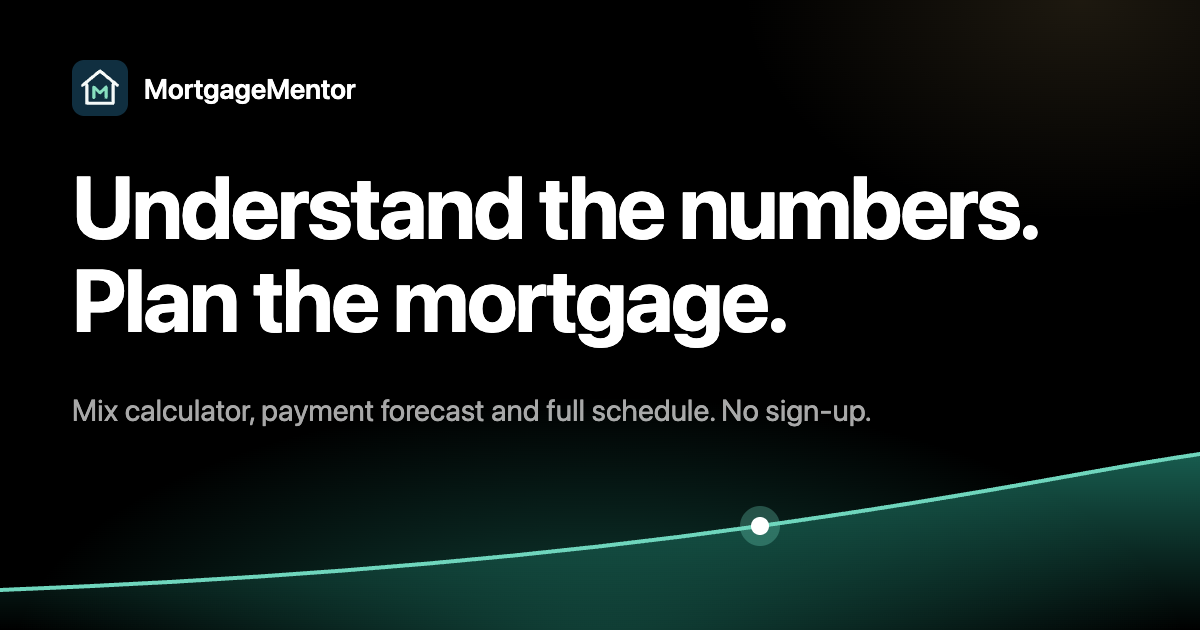 MortgageMentor
Understand the numbers.
Plan the mortgage.
Mix calculator, payment forecast and full schedule. No sign-up.